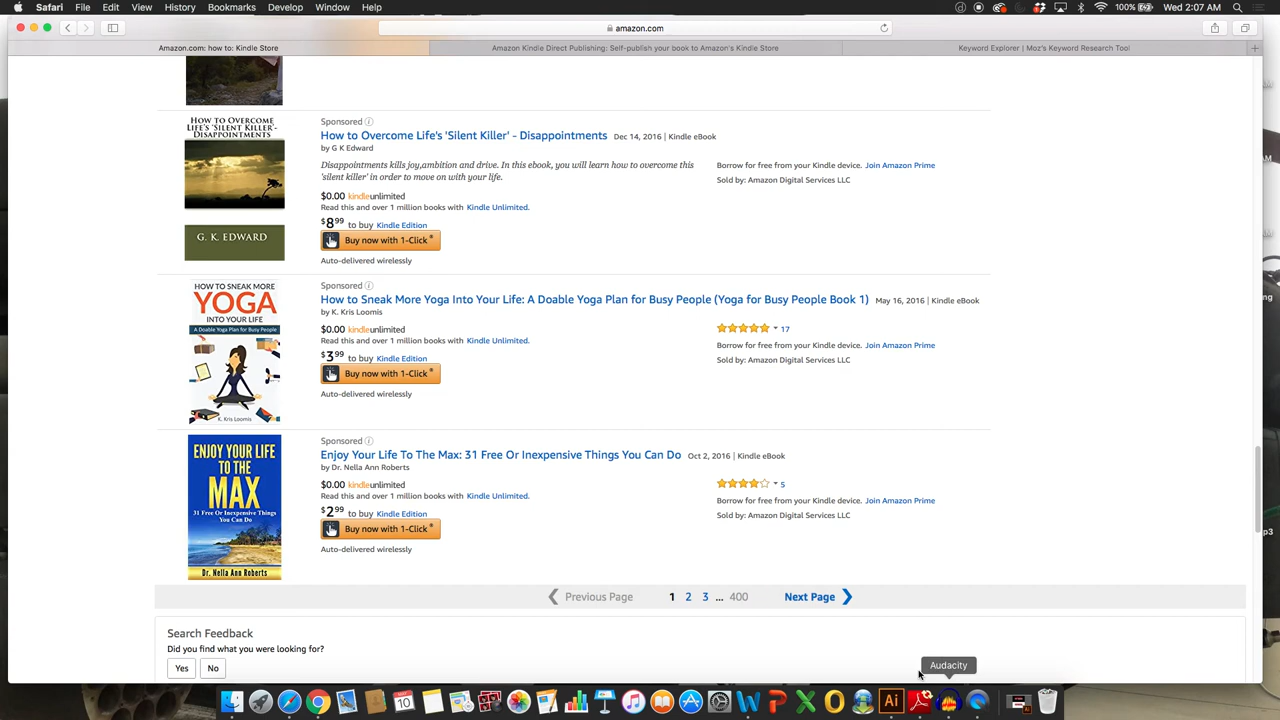 Safari File Edit View History Bookmarks Develop Window Help 100% Wed 2:07 AM
amazon.com
Amazon.com: how to: Kindle Store Amazon Kindle Direct Publishing: Self-publish your book to Amazon's Kindle Store Keyword Explorer | Moz's Keyword Research Tool
HOW TO OVERCOME
LIFE'S 'SILENT KILLER'-
DISAPPOINTMENTS
G. K. EDWARD
Sponsored
How to Overcome Life's 'Silent Killer' - Disappointments Dec 14, 2016 | Kindle eBook
by G K Edward
Disappointments kills joy,ambition and drive. In this ebook, you will learn how to overcome this
'silent killer' in order to move on with your life.
$0.00 kindleunlimited
Read this and over 1 million books with Kindle Unlimited.
$8 99 to buy Kindle Edition
Buy now with 1-Click®
Auto-delivered wirelessly
Borrow for free from your Kindle device. Join Amazon Prime
Sold by: Amazon Digital Services LLC
HOW TO SNEAK MORE
YOGA
INTO YOUR LIFE
A Doable Yoga Plan for Busy People
K. Kris Loomis
Sponsored
How to Sneak More Yoga Into Your Life: A Doable Yoga Plan for Busy People (Yoga for Busy People Book 1) May 16, 2016 | Kindle eBook
by K. Kris Loomis
$0.00 kindleunlimited
Read this and over 1 million books with Kindle Unlimited.
$3 99 to buy Kindle Edition
Buy now with 1-Click®
Auto-delivered wirelessly
17
Borrow for free from your Kindle device. Join Amazon Prime
Sold by: Amazon Digital Services LLC
ENJOY YOUR LIFE
TO THE
MAX
31 Free Or Inexpensive Things
You Can Do
Dr. Nella Ann Roberts
Sponsored
Enjoy Your Life To The Max: 31 Free Or Inexpensive Things You Can Do Oct 2, 2016 | Kindle eBook
by Dr. Nella Ann Roberts
$0.00 kindleunlimited
Read this and over 1 million books with Kindle Unlimited.
$2 99 to buy Kindle Edition
Buy now with 1-Click®
Auto-delivered wirelessly
5
Borrow for free from your Kindle device. Join Amazon Prime
Sold by: Amazon Digital Services LLC
Previous Page 1 2 3 ... 400 Next Page
Search Feedback
Did you find what you were looking for?
Yes No
Audacity
10
Ai